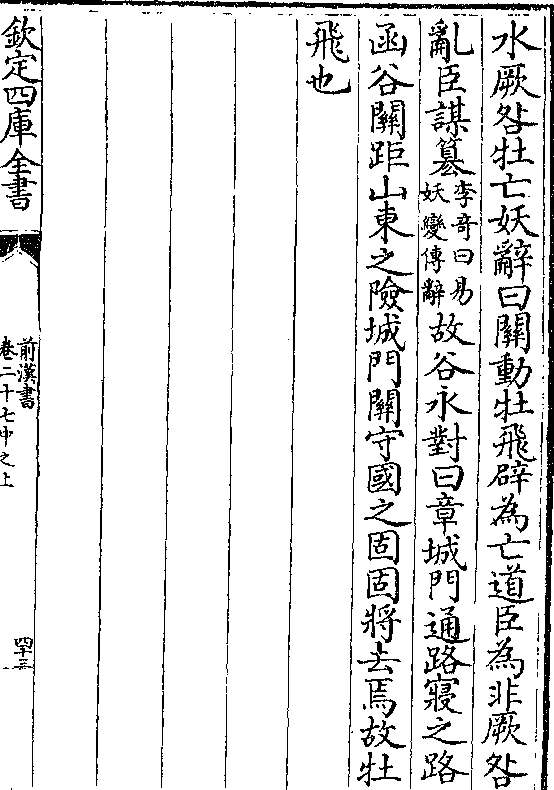 水厥咎牡亡妖辭曰關動牡飛辟為亡道臣為非厥咎
亂臣謀篡李奇曰易妖變傳辭故谷永對曰章城門通路寢之路
函谷關距山東之險城門關守國之固固將去焉故牡
飛也
欽定四庫全書
前漢書
卷二十七中之上